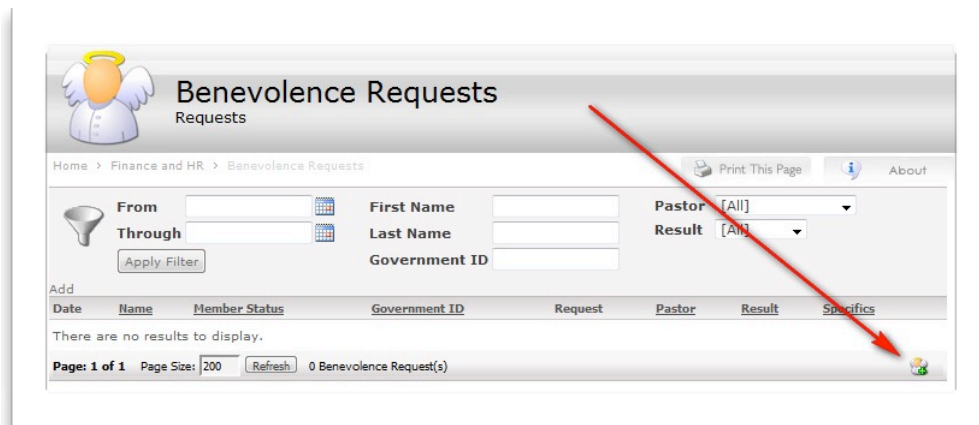 Benevolence Requests
Requests
Home > Finance and HR > Benevolence Requests
Print This Page
About
From
First Name
Pastor [All]
Through
Last Name
Result [All]
Apply Filter
Government ID
Add
Date Name Member Status Government ID Request Pastor Result Specifics
There are no results to display.
Page: 1 of 1 Page Size: 200 Refresh 0 Benevolence Request(s)